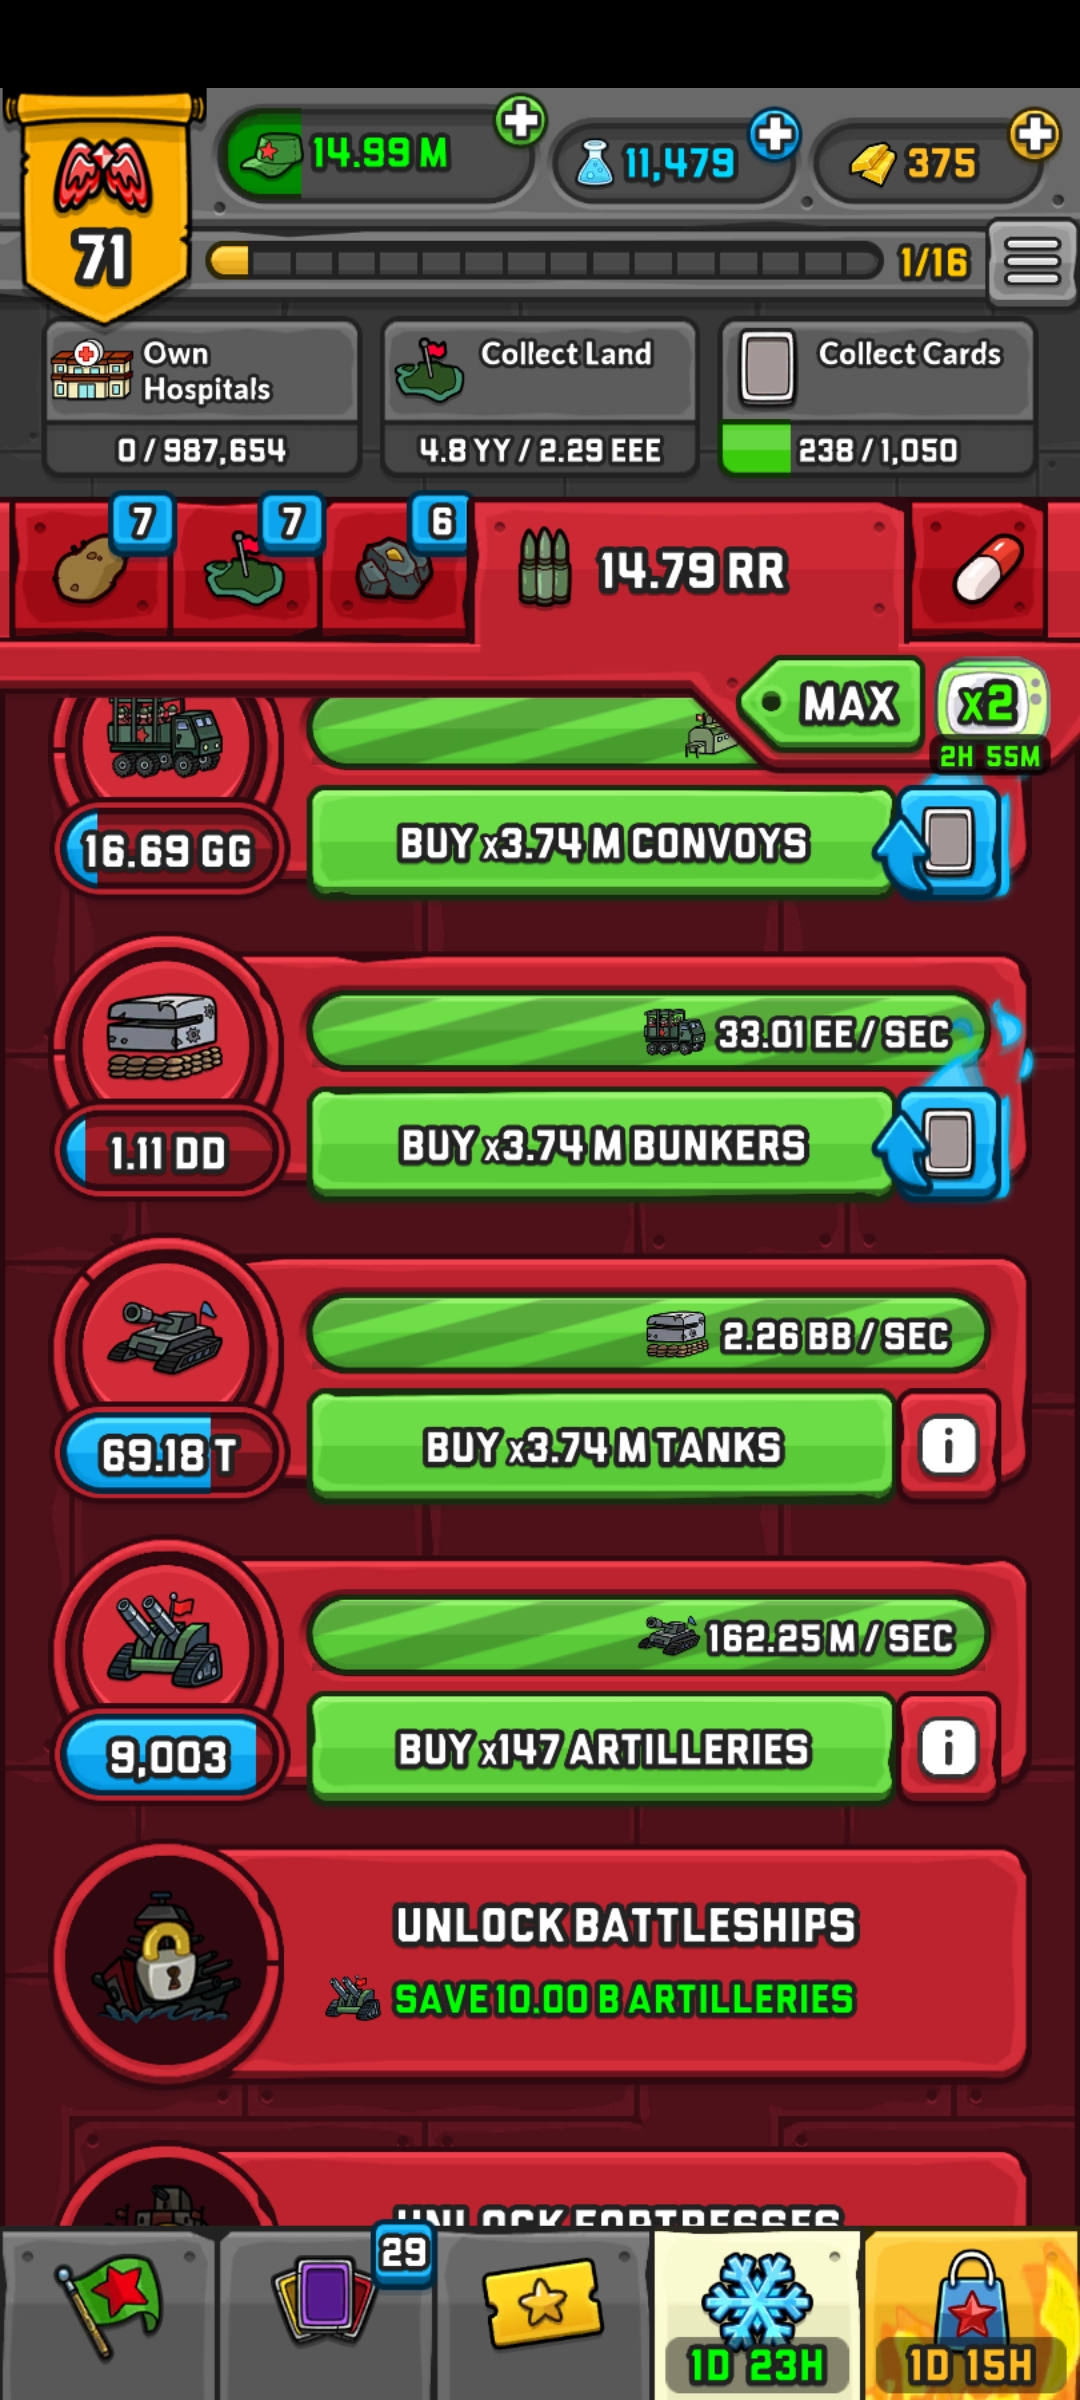 14.99 M
11,479
375
71
1/16
Own
Hospitals
0 / 987,654
Collect Land
4.8 YY / 2.29 EEE
Collect Cards
238 / 1,050
7
7
6
14.79 RR
MAX
x2
2H 55M
16.69 GG
BUY x3.74 M CONVOYS
33.01 EE / SEC
1.11 DD
BUY x3.74 M BUNKERS
2.26 BB / SEC
69.18 T
BUY x3.74 M TANKS
i
162.25 M / SEC
9,003
BUY x147 ARTILLERIES
i
UNLOCK BATTLESHIPS
SAVE 10.00 B ARTILLERIES
UNLOCK FORTRESSES
29
1D 23H
1D 15H